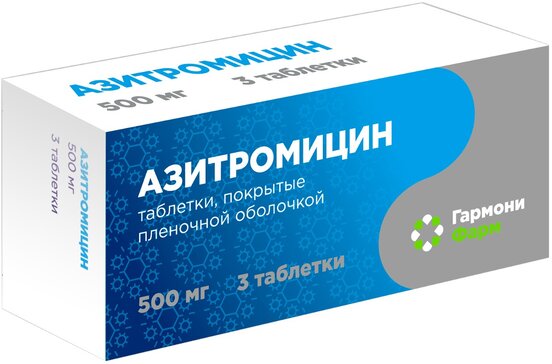 АЗИТРОМИЦИН
500 мг 3 таблетки
АЗИТРОМИЦИН
500 мг
3 таблетки
АЗИТРОМИЦИН
таблетки, покрытые
пленочной оболочкой
500 мг 3 таблетки
Гармони
Фарм